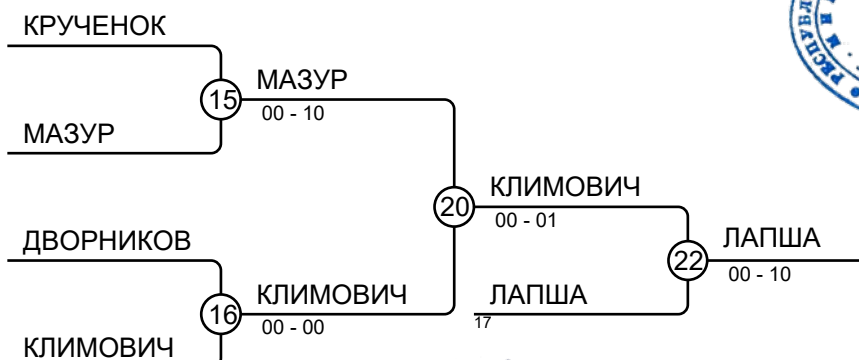 КРУЧЕНОК
15
МАЗУР
00 - 10
МАЗУР
20
КЛИМОВИЧ
00 - 01
ДВОРНИКОВ
22
ЛАПША
00 - 10
16
КЛИМОВИЧ
00 - 00
ЛАПША
17
КЛИМОВИЧ